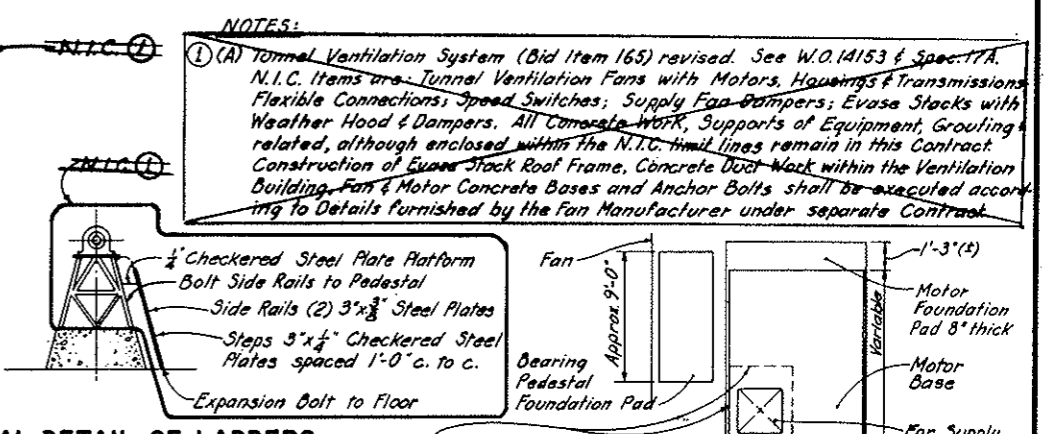 NOTES:
N.I.C. 1
1 (A) Tunnel Ventilation System (Bid Item 165) revised. See W.O. 14153 & Spec. 17A.
N.I.C. Items are: Tunnel Ventilation Fans with Motors, Housings & Transmissions
Flexible Connections; Speed Switches; Supply Fan Dampers; Evase Stacks with
Weather Hood & Dampers. All Concrete Work, Supports of Equipment, Grouting &
related, although enclosed within the N.I.C. limit lines remain in this Contract.
Construction of Evase Stack Roof Frame, Concrete Duct Work within the Ventilation
Building, Fan & Motor Concrete Bases and Anchor Bolts shall be executed accord-
ing to Details furnished by the Fan Manufacturer under separate Contract.
N.I.C. 1
1/4" Checkered Steel Plate Platform
Bolt Side Rails to Pedestal
Side Rails (2) 3"x3/8" Steel Plates
Steps 3"x1/4" Checkered Steel
Plates spaced 1'-0" c. to c.
Expansion Bolt to Floor
Fan
Approx 9'-0"
Bearing
Pedestal
Foundation Pad
1'-3"(±)
Variable
Motor
Foundation
Pad 8" thick
Motor
Base
For Supply
DETAIL OF LADDERS